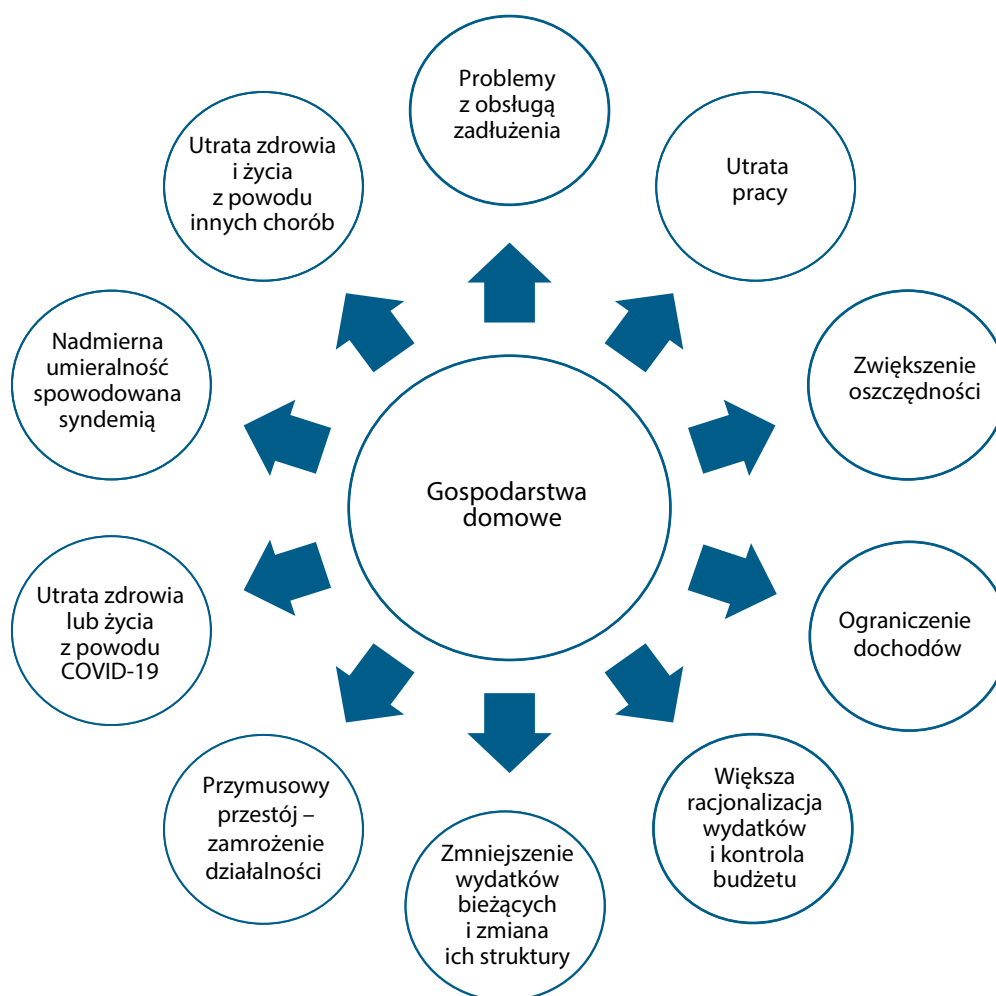 Problemy
z obsługą
zadłużenia
Utrata
pracy
Zwiększenie
oszczędności
Ograniczenie
dochodów
Większa
racjonalizacja
wydatków
i kontrola
budżetu
Zmniejszenie
wydatków
bieżących
i zmiana
ich struktury
Przymusowy
przestój –
zamrożenie
działalności
Utrata zdrowia
lub życia
z powodu
COVID-19
Nadmierna
umieralność
spowodowana
syndemią
Utrata zdrowia
i życia
z powodu
innych chorób
Gospodarstwa
domowe